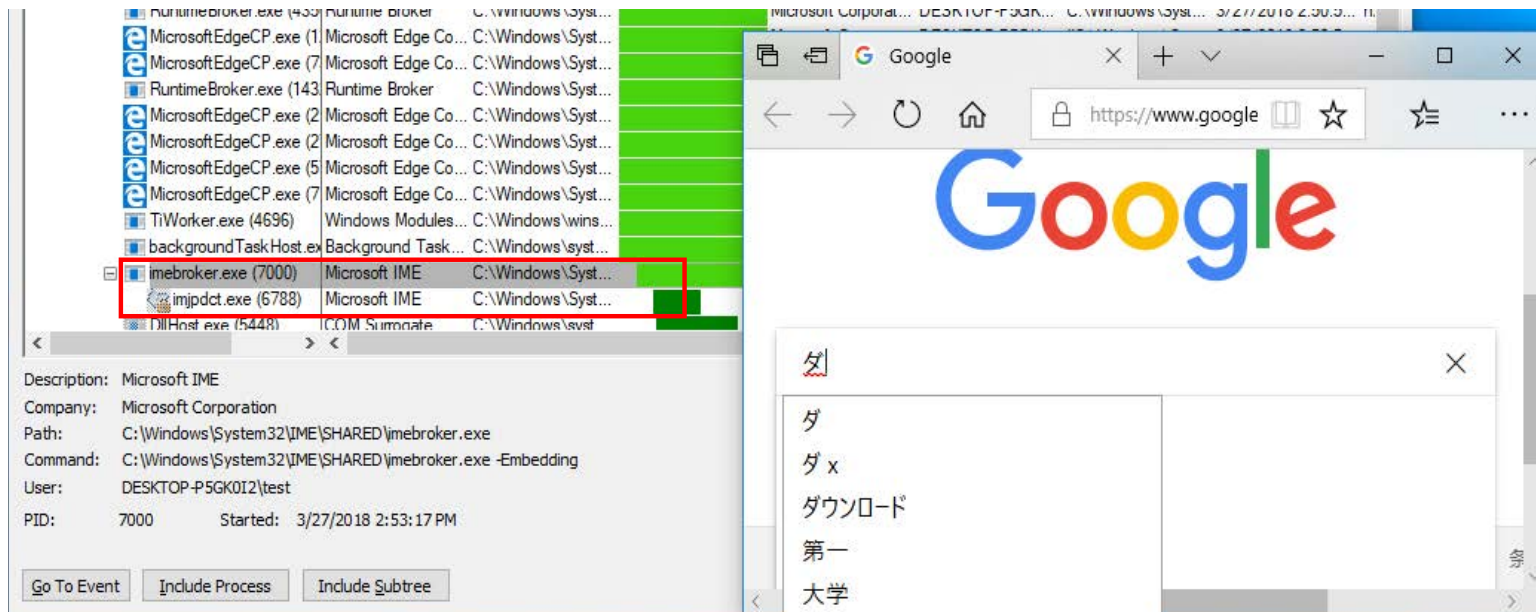 RuntimeBroker.exe (435 Runtime Broker C:\Windows\Syst... Microsoft Corporat... DESKTOP-P5GK... C:\Windows\Syst... 3/27/2018 2:50:5...
MicrosoftEdgeCP.exe (1 Microsoft Edge Co... C:\Windows\Syst...
MicrosoftEdgeCP.exe (7 Microsoft Edge Co... C:\Windows\Syst...
RuntimeBroker.exe (143 Runtime Broker C:\Windows\Syst...
MicrosoftEdgeCP.exe (2 Microsoft Edge Co... C:\Windows\Syst...
MicrosoftEdgeCP.exe (2 Microsoft Edge Co... C:\Windows\Syst...
MicrosoftEdgeCP.exe (5 Microsoft Edge Co... C:\Windows\Syst...
MicrosoftEdgeCP.exe (7 Microsoft Edge Co... C:\Windows\Syst...
TiWorker.exe (4696) Windows Modules... C:\Windows\wins...
backgroundTaskHost.ex Background Task... C:\Windows\syst...
imebroker.exe (7000) Microsoft IME C:\Windows\Syst...
imjpdct.exe (6788) Microsoft IME C:\Windows\Syst...
DllHost.exe (5448) COM Surrogate C:\Windows\syst
Description: Microsoft IME
Company: Microsoft Corporation
Path: C:\Windows\System32\IME\SHARED\imebroker.exe
Command: C:\Windows\System32\IME\SHARED\imebroker.exe -Embedding
User: DESKTOP-P5GK0I2\test
PID: 7000 Started: 3/27/2018 2:53:17 PM
Go To Event Include Process Include Subtree
Google
https://www.google
Google
ダ
ダ
ダ x
ダウンロード
第一
大学